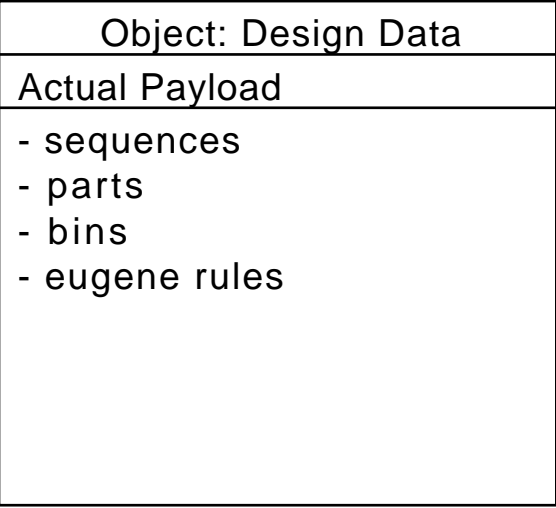 Object: Design Data
Actual Payload
- sequences
- parts
- bins
- eugene rules